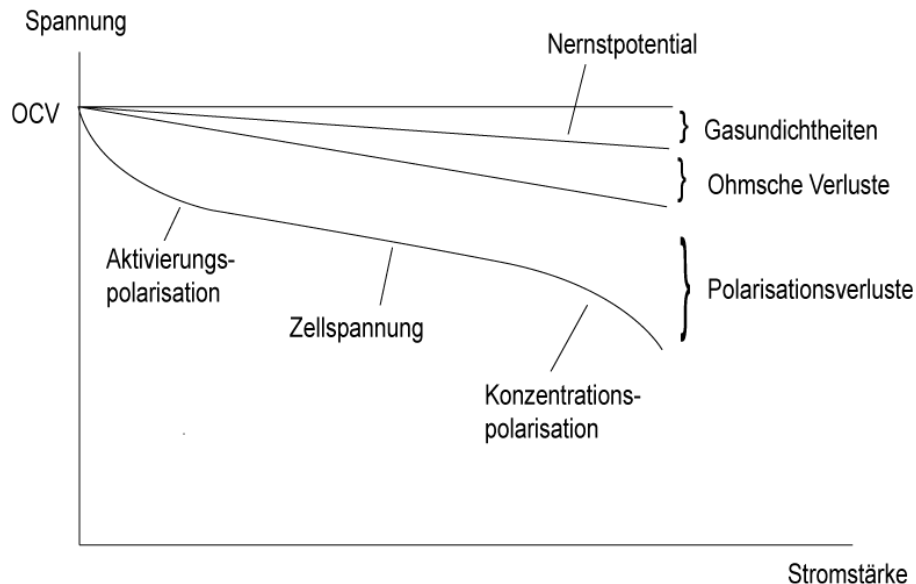 Spannung
Nernstpotential
OCV
Gasundichtheiten
Ohmsche Verluste
Aktivierungs-
polarisation
Polarisationsverluste
Zellspannung
Konzentrations-
polarisation
Stromstärke